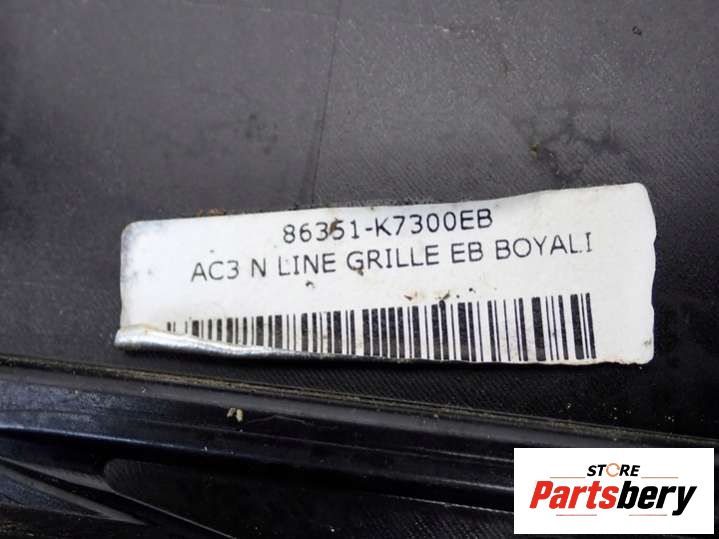 86351-K7300EB
AC3 N LINE GRILLE EB BOYALI
STORE
Partsbery